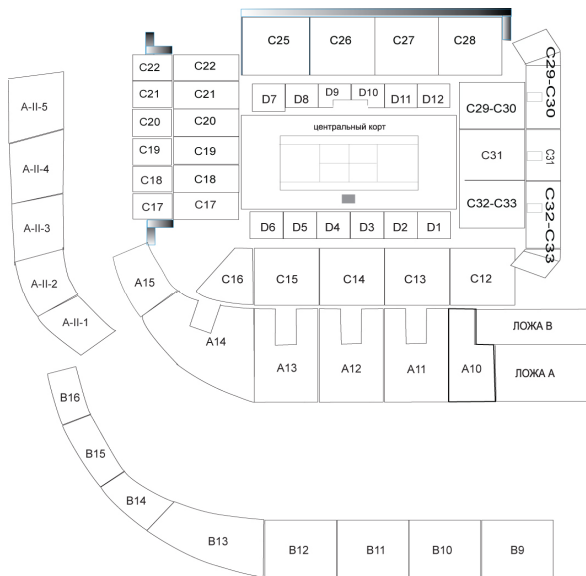 C25 C26 C27 C28
C22 C22
C21 C21
C20 C20
C19 C19
C18 C18
C17 C17
D7 D8 D9 D10 D11 D12
центральный корт
D6 D5 D4 D3 D2 D1
C29-C30
C31
C32-C33
C29-C30
C31
C32-C33
A-II-5
A-II-4
A-II-3
A-II-2
A-II-1
A15
C16 C15 C14 C13 C12
A14 A13 A12 A11 A10
ЛОЖА B
ЛОЖА A
B16
B15
B14
B13 B12 B11 B10 B9